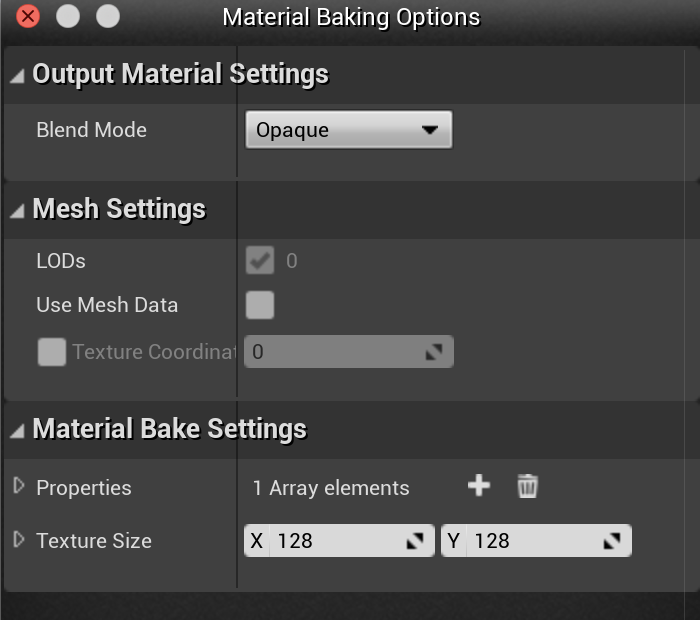 Material Baking Options
Output Material Settings
Blend Mode Opaque
Mesh Settings
LODs 0
Use Mesh Data
Texture Coordinat 0
Material Bake Settings
Properties 1 Array elements
Texture Size X 128 Y 128